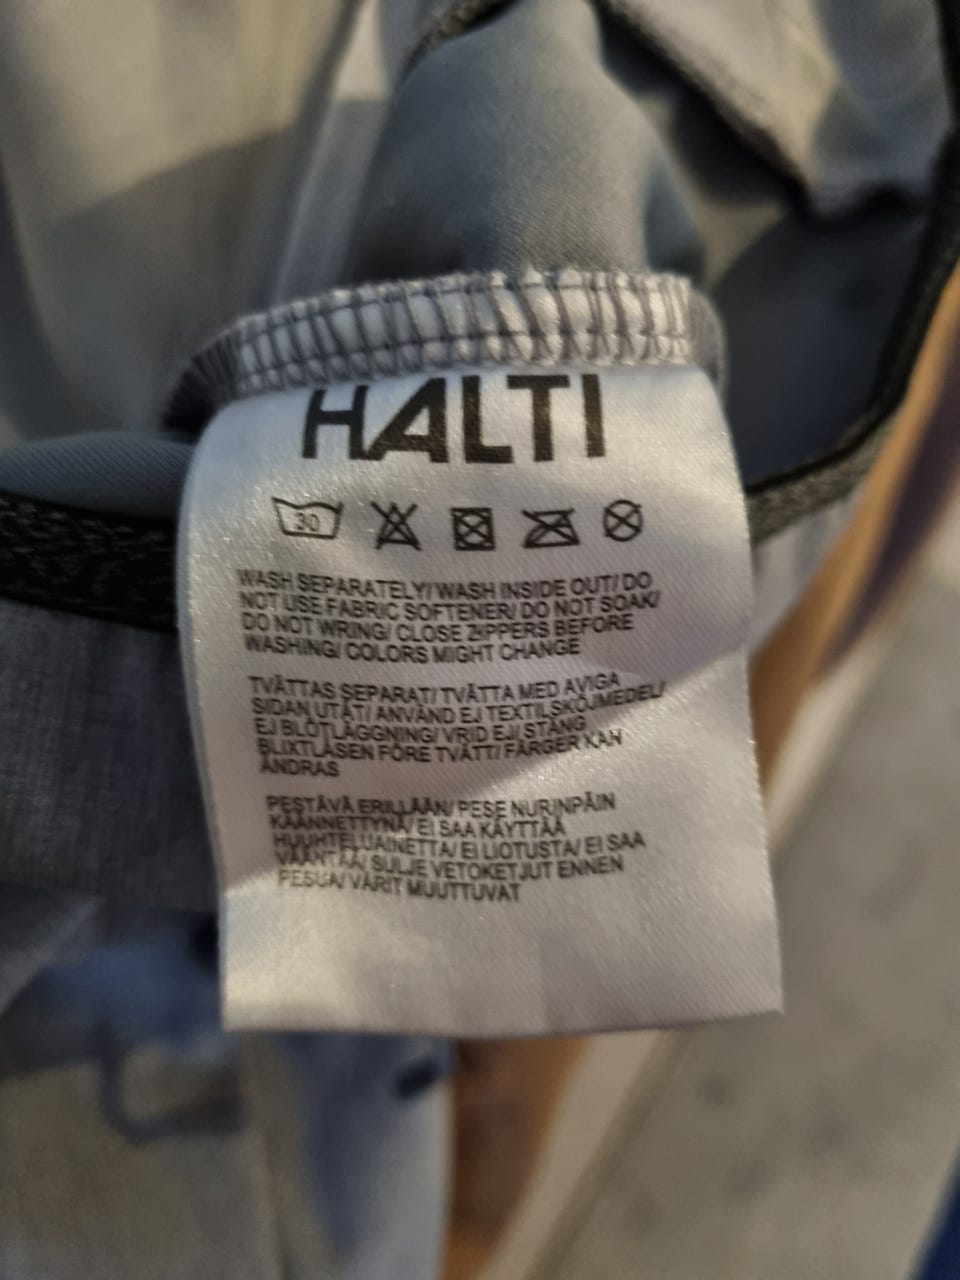 HALTI
30
WASH SEPARATELY/ WASH INSIDE OUT/ DO
NOT USE FABRIC SOFTENER/ DO NOT SOAK/
DO NOT WRING/ CLOSE ZIPPERS BEFORE
WASHING/ COLORS MIGHT CHANGE
TVÄTTAS SEPARAT/ TVÄTTA MED AVIGA
SIDAN UTÅT/ ANVÄND EJ TEXTILSKÖJMEDEL/
EJ BLÖTLÄGGNING/ VRID EJ/ STÄNG
BLIXTLÅSEN FÖRE TVÄTT/ FÄRGER KAN
ÄNDRAS
PESTÄVÄ ERILLÄÄN/ PESE NURINPÄIN
KÄÄNNETTYNÄ/ EI SAA KÄYTTÄÄ
HUUHTELUAINETTA/ EI LIOTUSTA/ EI SAA
VÄÄNTÄÄ/ SULJE VETOKETJUT ENNEN
PESUA/ VÄRIT MUUTTUVAT